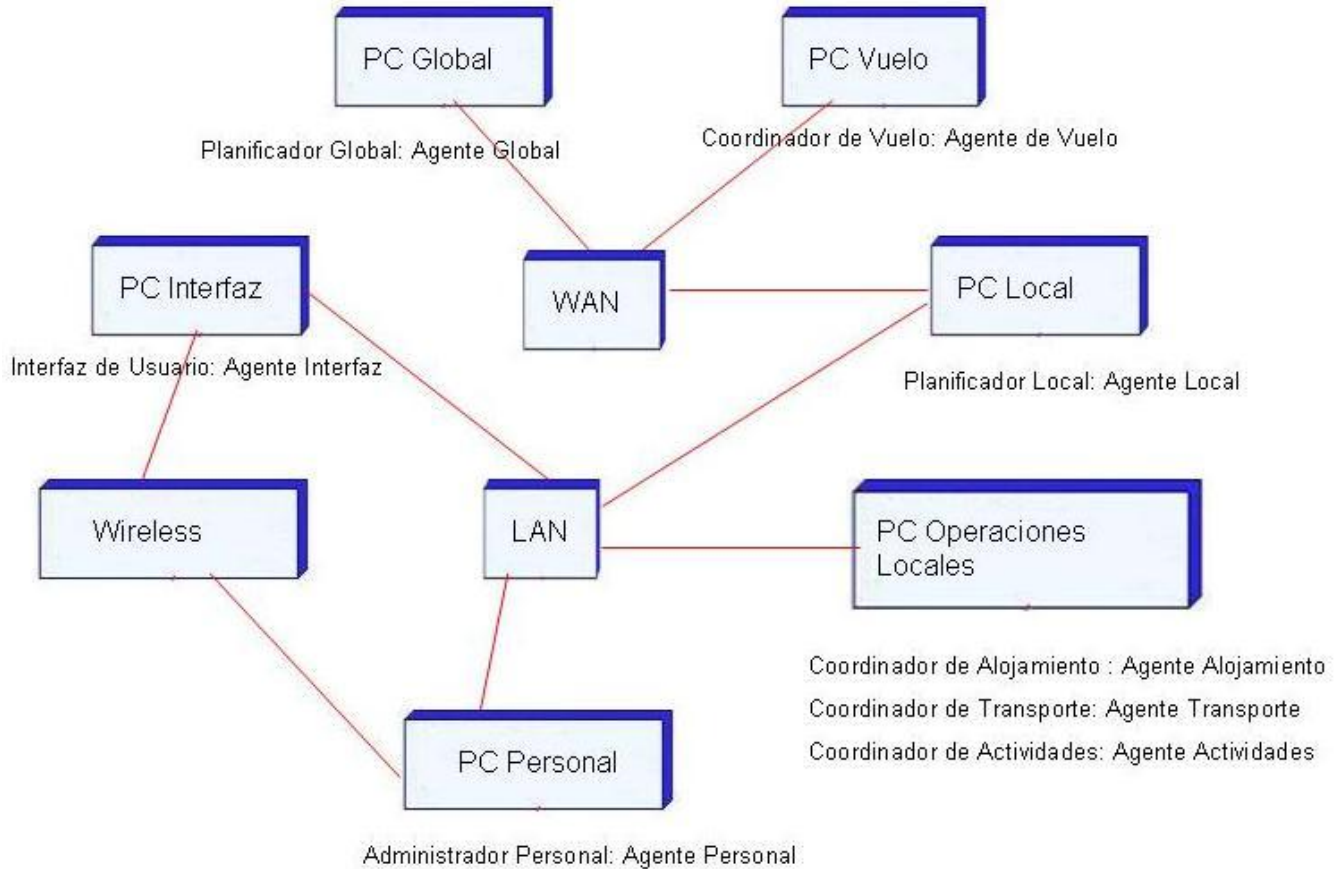 PC Global
PC Vuelo
Planificador Global: Agente Global
Coordinador de Vuelo: Agente de Vuelo
PC Interfaz
WAN
PC Local
Interfaz de Usuario: Agente Interfaz
Planificador Local: Agente Local
Wireless
LAN
PC Operaciones
Locales
Coordinador de Alojamiento : Agente Alojamiento
Coordinador de Transporte: Agente Transporte
Coordinador de Actividades: Agente Actividades
PC Personal
Administrador Personal: Agente Personal